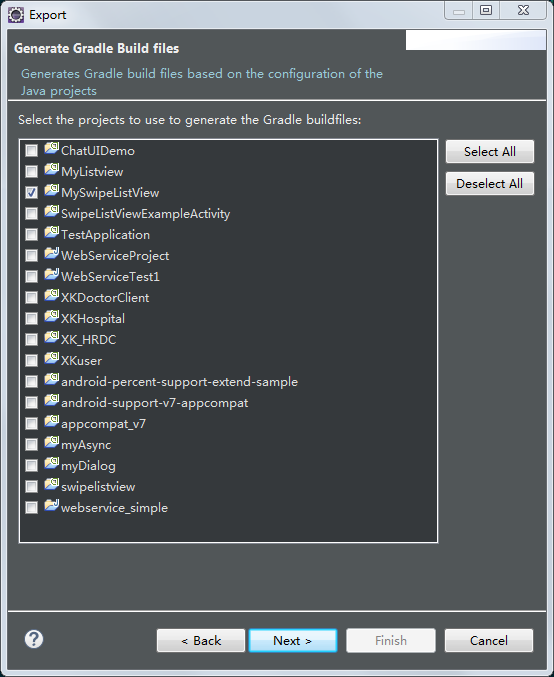 Export
Generate Gradle Build files
Generates Gradle build files based on the configuration of the
Java projects
Select the projects to use to generate the Gradle buildfiles:
ChatUIDemo
MyListview
MySwipeListView
SwipeListViewExampleActivity
TestApplication
WebServiceProject
WebServiceTest1
XKDoctorClient
XKHospital
XK_HRDC
XKuser
android-percent-support-extend-sample
android-support-v7-appcompat
appcompat_v7
myAsync
myDialog
swipelistview
webservice_simple
Select All
Deselect All
? < Back Next > Finish Cancel